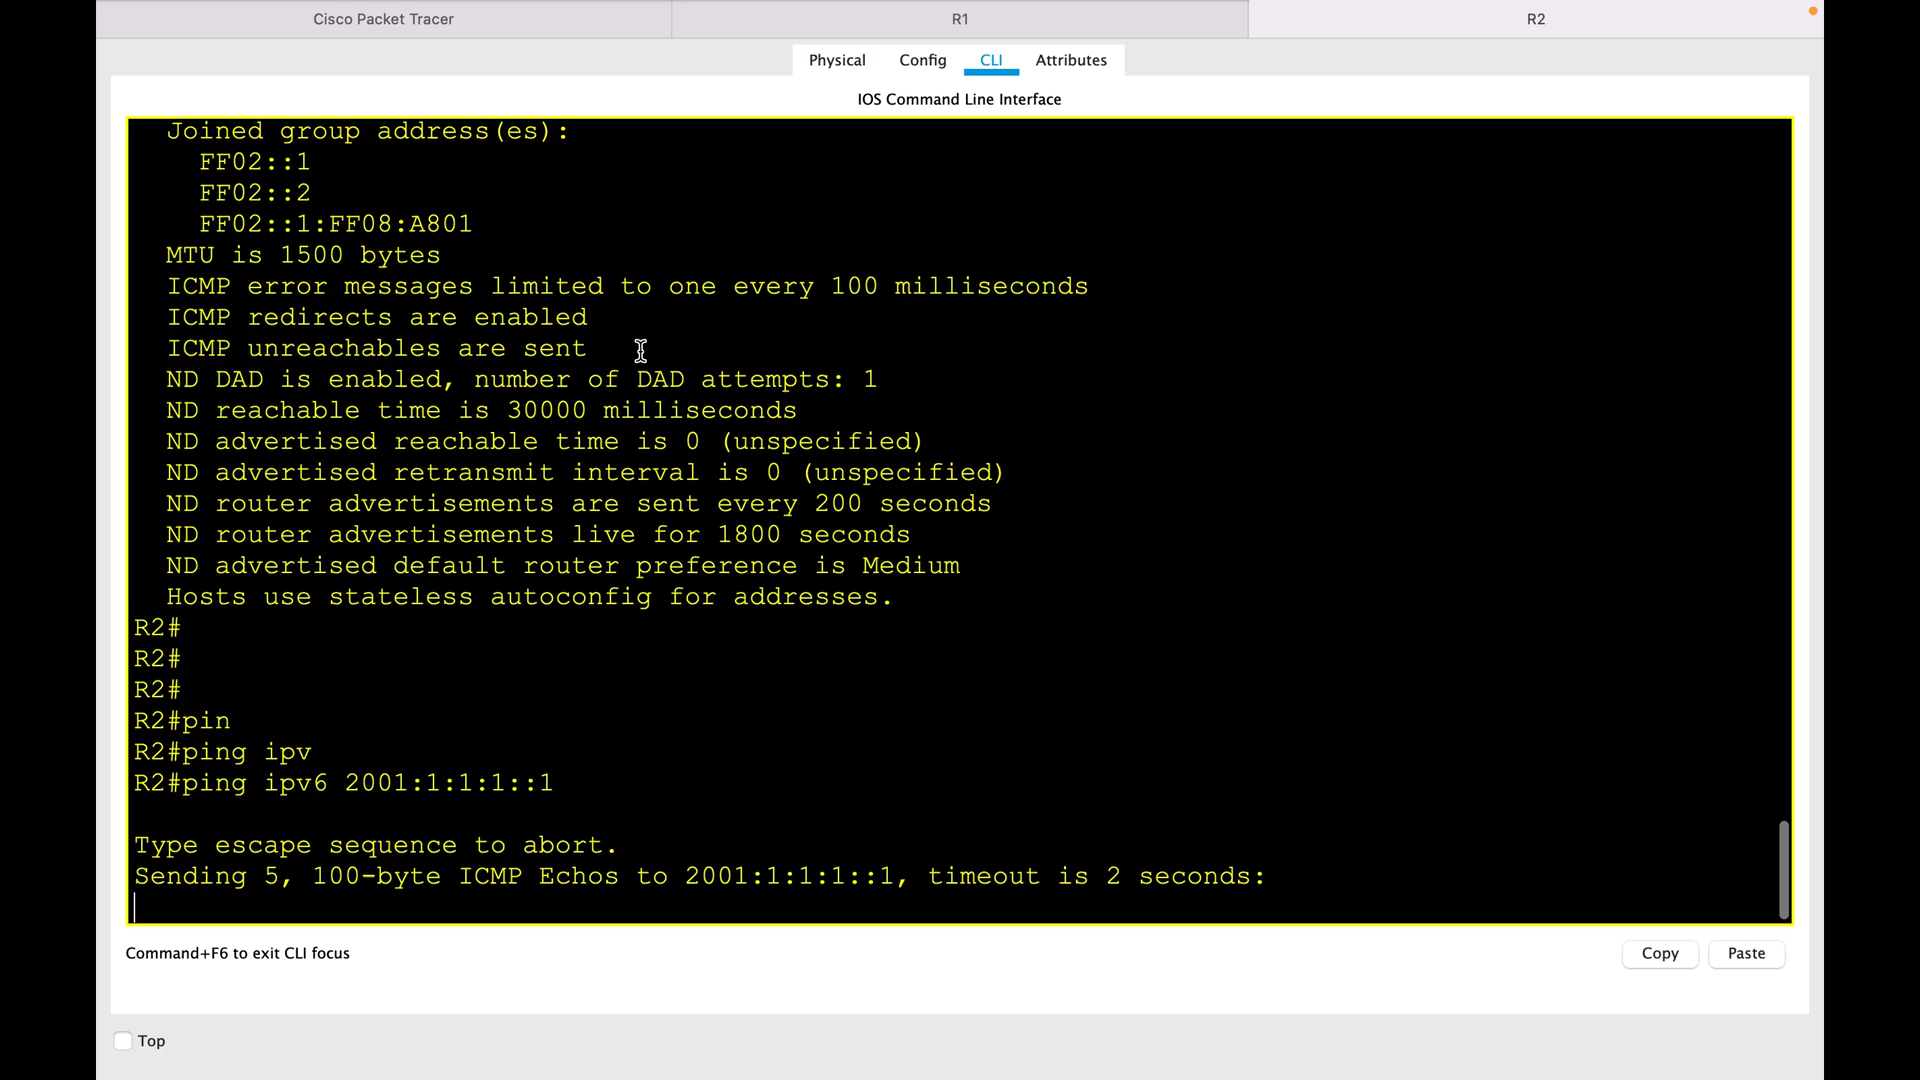 Cisco Packet Tracer R1 R2
Physical Config CLI Attributes
IOS Command Line Interface
Joined group address(es):
FF02::1
FF02::2
FF02::1:FF08:A801
MTU is 1500 bytes
ICMP error messages limited to one every 100 milliseconds
ICMP redirects are enabled
ICMP unreachables are sent
ND DAD is enabled, number of DAD attempts: 1
ND reachable time is 30000 milliseconds
ND advertised reachable time is 0 (unspecified)
ND advertised retransmit interval is 0 (unspecified)
ND router advertisements are sent every 200 seconds
ND router advertisements live for 1800 seconds
ND advertised default router preference is Medium
Hosts use stateless autoconfig for addresses.
R2#
R2#
R2#
R2#pin
R2#ping ipv
R2#ping ipv6 2001:1:1:1::1
Type escape sequence to abort.
Sending 5, 100-byte ICMP Echos to 2001:1:1:1::1, timeout is 2 seconds:
Command+F6 to exit CLI focus
Copy Paste
Top